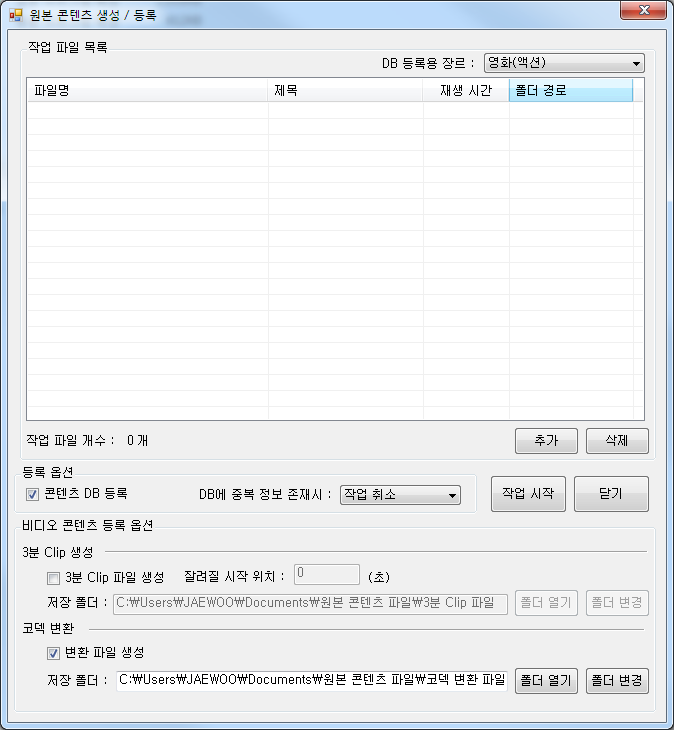 원본 콘텐츠 생성 / 등록
작업 파일 목록
DB 등록용 장르 : 영화(액션)
파일명 제목 재생 시간 폴더 경로
작업 파일 개수 : 0 개 추가 삭제
등록 옵션
콘텐츠 DB 등록 DB에 중복 정보 존재시 : 작업 취소 작업 시작 닫기
비디오 콘텐츠 등록 옵션
3분 Clip 생성
3분 Clip 파일 생성 잘려질 시작 위치 : 0 (초)
저장 폴더 : C:₩Users₩JAEWOO₩Documents₩원본 콘텐츠 파일₩3분 Clip 파일 폴더 열기 폴더 변경
코덱 변환
변환 파일 생성
저장 폴더 : C:₩Users₩JAEWOO₩Documents₩원본 콘텐츠 파일₩코덱 변환 파일 폴더 열기 폴더 변경